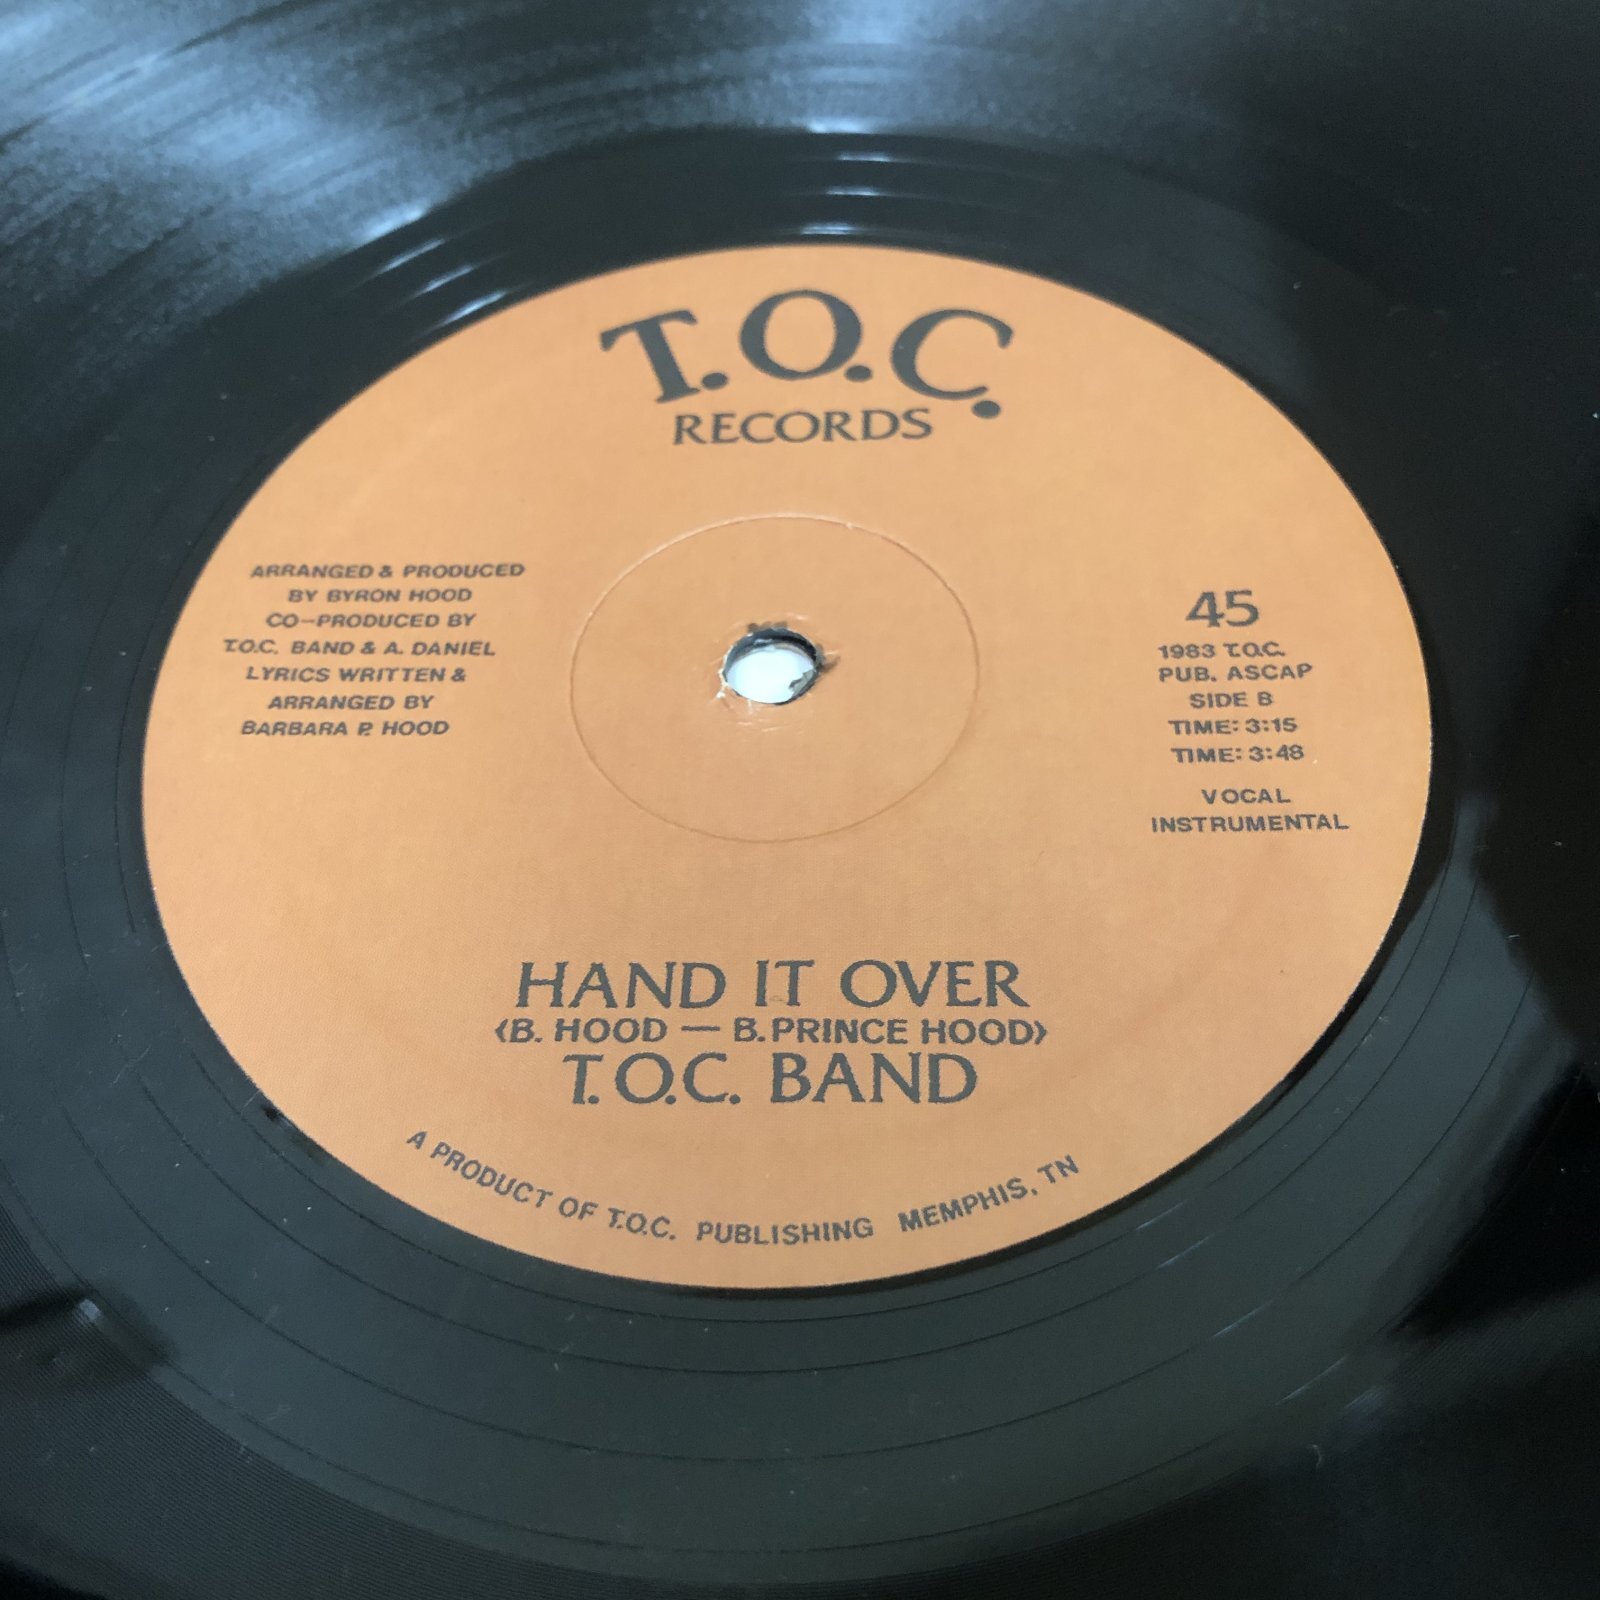 T.O.C.
RECORDS
ARRANGED & PRODUCED
BY BYRON HOOD
CO-PRODUCED BY
T.O.C. BAND & A. DANIEL
LYRICS WRITTEN &
ARRANGED BY
BARBARA P. HOOD
45
1983 T.O.C.
PUB. ASCAP
SIDE B
TIME: 3:15
TIME: 3:48
VOCAL
INSTRUMENTAL
HAND IT OVER
(B. HOOD — B. PRINCE HOOD)
T.O.C. BAND
A PRODUCT OF T.O.C. PUBLISHING MEMPHIS, TN